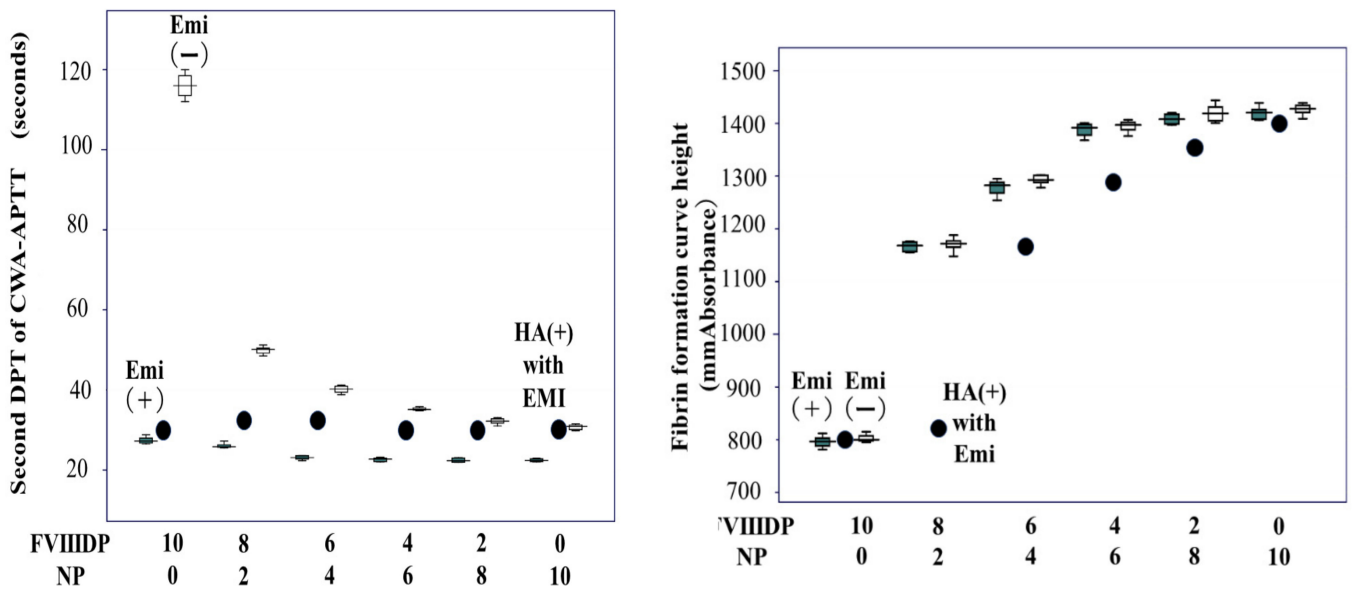 Second DPT of CWA-APTT (seconds)
120
100
80
60
40
20
Emi
(−)
Emi
(+)
HA(+)
with
EMI
FVIIIDP 10 8 6 4 2 0
NP 0 2 4 6 8 10
Fibrin formation curve height
(mmAbsorbance)
1500
1400
1300
1200
1100
1000
900
800
700
Emi Emi
(+) (−)
HA(+)
with
Emi
FVIIIDP 10 8 6 4 2 0
NP 0 2 4 6 8 10